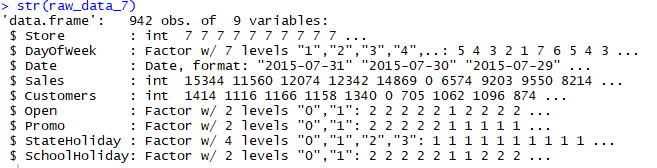 > str(raw_data_7)
'data.frame':   942 obs. of  9 variables:
 $ Store        : int  7 7 7 7 7 7 7 7 7 7 ...
 $ DayOfWeek    : Factor w/ 7 levels "1","2","3","4",..: 5 4 3 2 1 7 6 5 4 3 ...
 $ Date         : Date, format: "2015-07-31" "2015-07-30" "2015-07-29" ...
 $ Sales        : int  15344 11560 12074 12342 14869 0 6574 9203 9550 8214 ...
 $ Customers    : int  1414 1116 1166 1158 1340 0 705 1062 1096 874 ...
 $ Open         : Factor w/ 2 levels "0","1": 2 2 2 2 2 1 2 2 2 2 ...
 $ Promo        : Factor w/ 2 levels "0","1": 2 2 2 2 2 1 1 1 1 1 ...
 $ StateHoliday : Factor w/ 4 levels "0","1","2","3": 1 1 1 1 1 1 1 1 1 1 ...
 $ SchoolHoliday: Factor w/ 2 levels "0","1": 2 2 2 2 2 1 1 2 2 2 ...